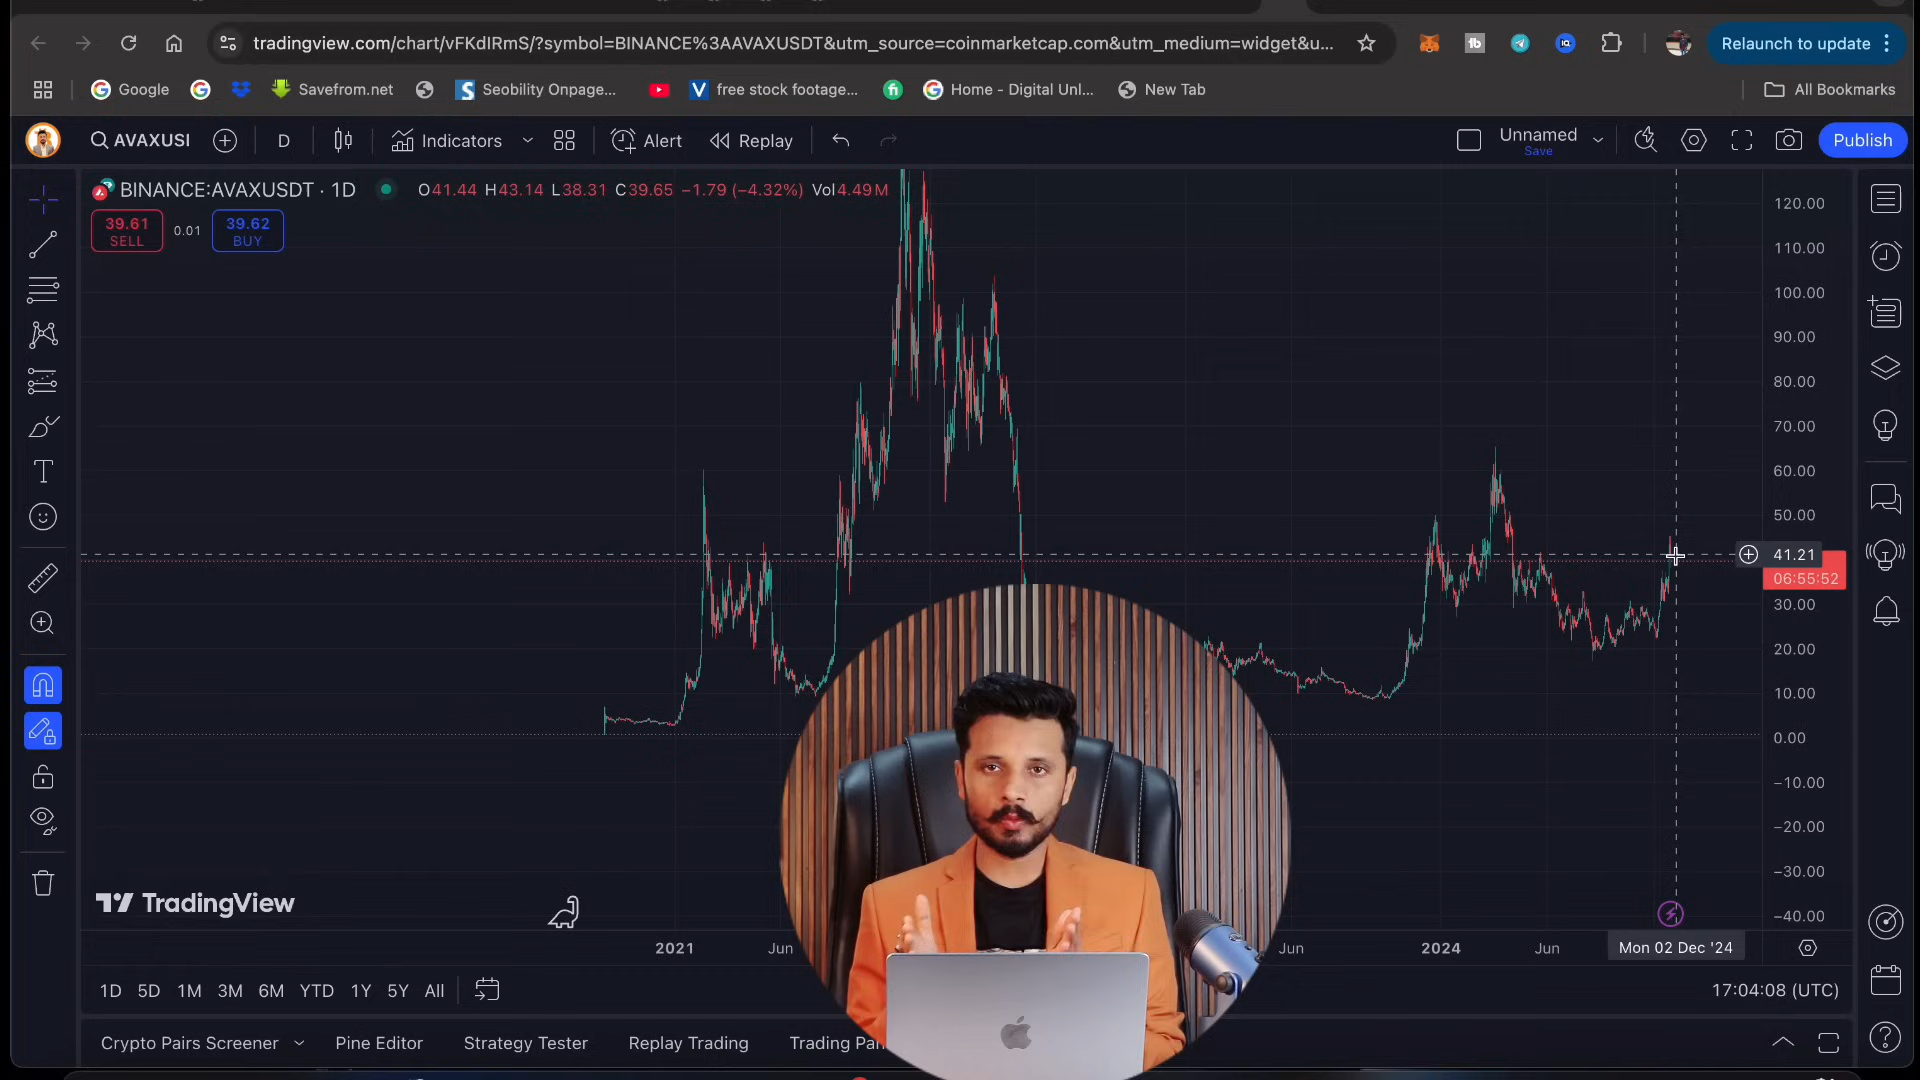 tradingview.com/chart/vFKdIRmS/?symbol=BINANCE%3AAVAXUSDT&utm_source=coinmarketcap.com&utm_medium=widget&u...
Relaunch to update
Google
Savefrom.net
Seobility Onpage...
free stock footage...
Home - Digital Unl...
New Tab
All Bookmarks
AVAXUSI
D
Indicators
Alert
Replay
Unnamed
Save
Publish
BINANCE:AVAXUSDT · 1D
O41.44 H43.14 L38.31 C39.65 −1.79 (−4.32%) Vol4.49 M
39.61
SELL
0.01
39.62
BUY
120.00
110.00
100.00
90.00
80.00
70.00
60.00
50.00
41.21
06:55:52
30.00
20.00
10.00
0.00
−10.00
−20.00
−30.00
−40.00
TradingView
2021
Jun
Jun
2024
Jun
Mon 02 Dec '24
1D 5D 1M 3M 6M YTD 1Y 5Y All
17:04:08 (UTC)
Crypto Pairs Screener
Pine Editor
Strategy Tester
Replay Trading
Trading Pan